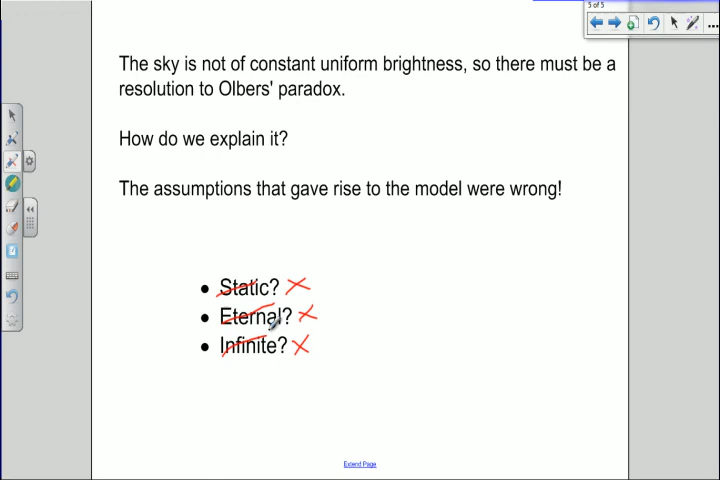 5 of 5
The sky is not of constant uniform brightness, so there must be a
resolution to Olbers' paradox.
How do we explain it?
The assumptions that gave rise to the model were wrong!
• Static? X
• Eternal? X
• Infinite? X
Extend Page